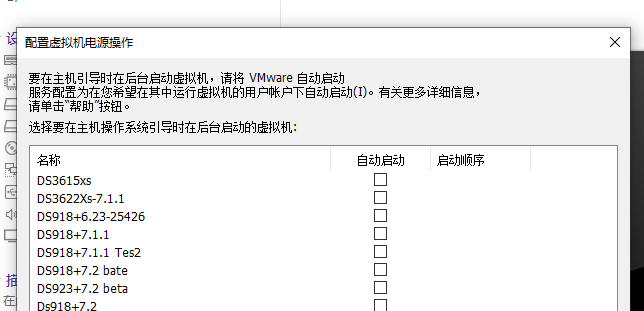 设
配置虚拟机电源操作
要在主机引导时在后台启动虚拟机，请将 VMware 自动启动
服务配置为在您希望在其中运行虚拟机的用户帐户下自动启动(I)。有关更多详细信息，
请单击“帮助”按钮。
选择要在主机操作系统引导时在后台启动的虚拟机：
名称 自动启动 启动顺序
DS3615xs
DS3622Xs-7.1.1
DS918+6.23-25426
DS918+7.1.1
DS918+7.1.1 Tes2
DS918+7.2 bate
DS923+7.2 beta
Ds918+7.2
描
在